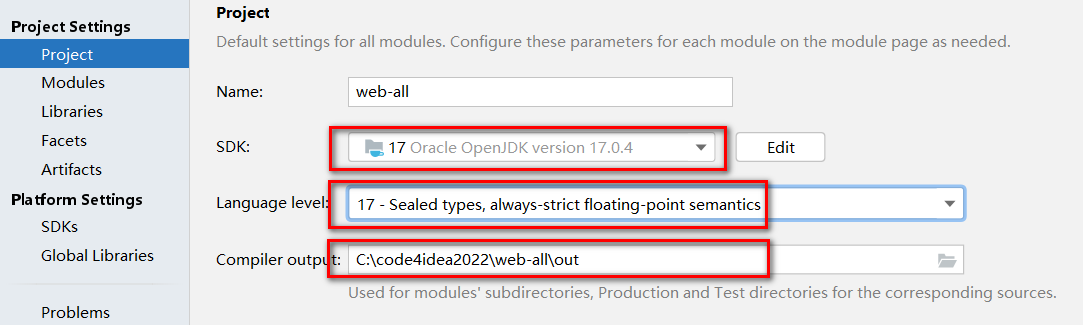 Project Settings
Project
Modules
Libraries
Facets
Artifacts
Platform Settings
SDKs
Global Libraries
Problems
Project
Default settings for all modules. Configure these parameters for each module on the module page as needed.
Name: web-all
SDK: 17 Oracle OpenJDK version 17.0.4 Edit
Language level: 17 - Sealed types, always-strict floating-point semantics
Compiler output: C:\code4idea2022\web-all\out
Used for modules' subdirectories, Production and Test directories for the corresponding sources.